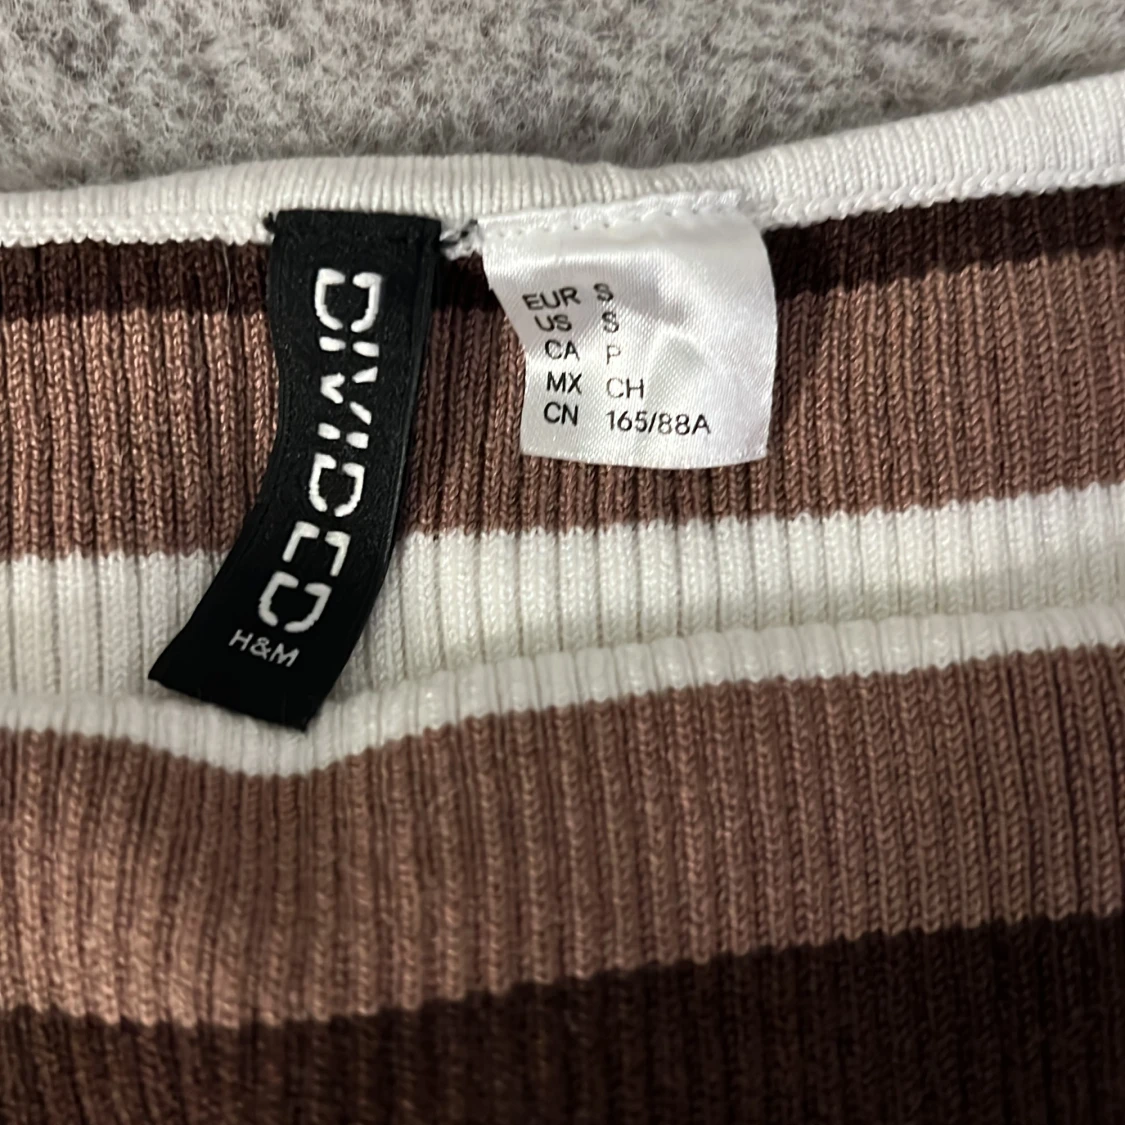 DIVIDED
H&M
EUR S
US S
CA P
MX CH
CN 165/88A